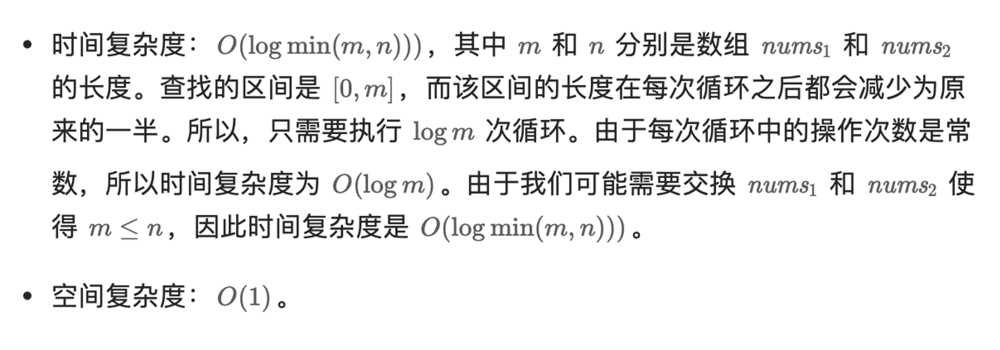 • 时间复杂度：O(log min(m, n)))，其中 m 和 n 分别是数组 nums₁ 和 nums₂
的长度。查找的区间是 [0, m]，而该区间的长度在每次循环之后都会减少为原
来的一半。所以，只需要执行 log m 次循环。由于每次循环中的操作次数是常
数，所以时间复杂度为 O(log m)。由于我们可能需要交换 nums₁ 和 nums₂ 使
得 m ≤ n，因此时间复杂度是 O(log min(m, n)))。
• 空间复杂度：O(1)。